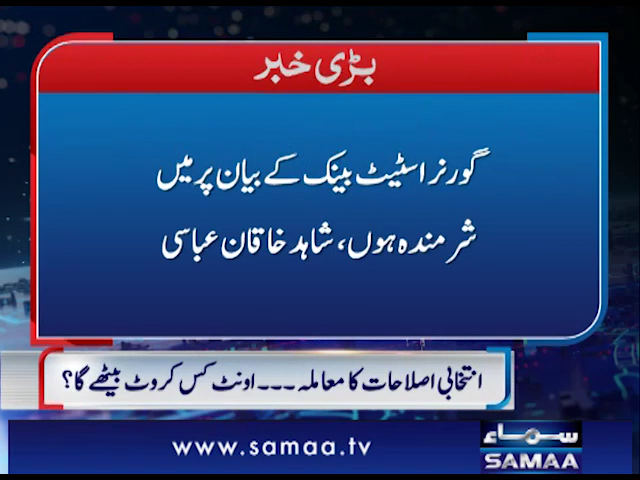 بڑی خبر
گورنر اسٹیٹ بینک کے بیان پر میں
شرمندہ ہوں، شاہد خاقان عباسی
انتخابی اصلاحات کا معاملہ ۔۔۔ اونٹ کس کروٹ بیٹھے گا؟
www.samaa.tv
سماء
SAMAA